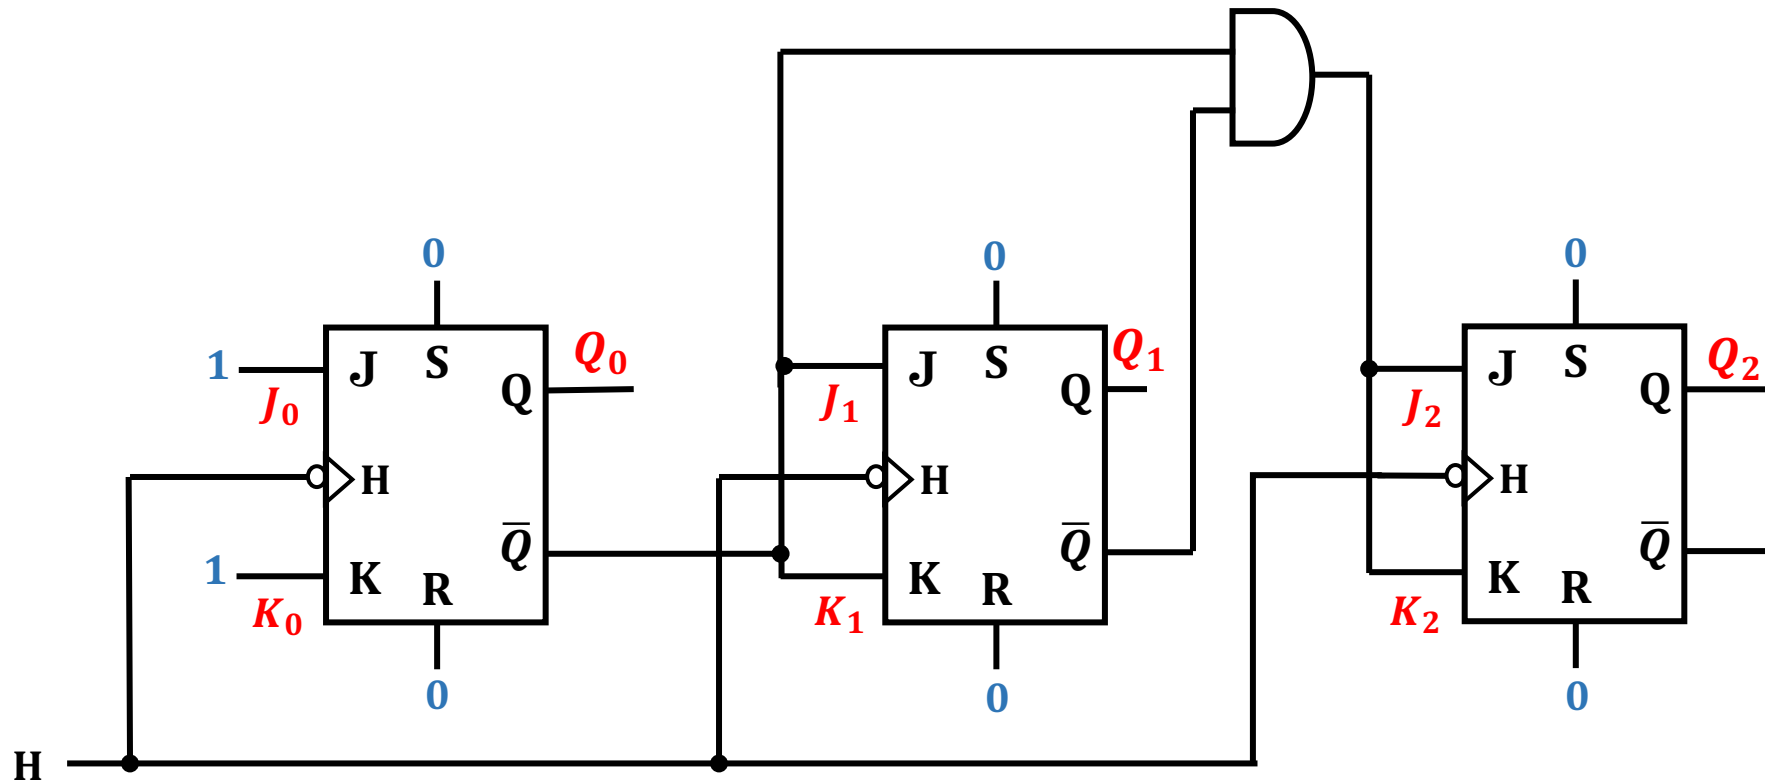 0 0 0
1 J S Q Q₀ J S Q Q₁ J S Q Q₂
J₀ J₁ J₂
H H H
Q̅ Q̅ Q̅
1 K R K R K R
K₀ K₁ K₂
0 0 0
H